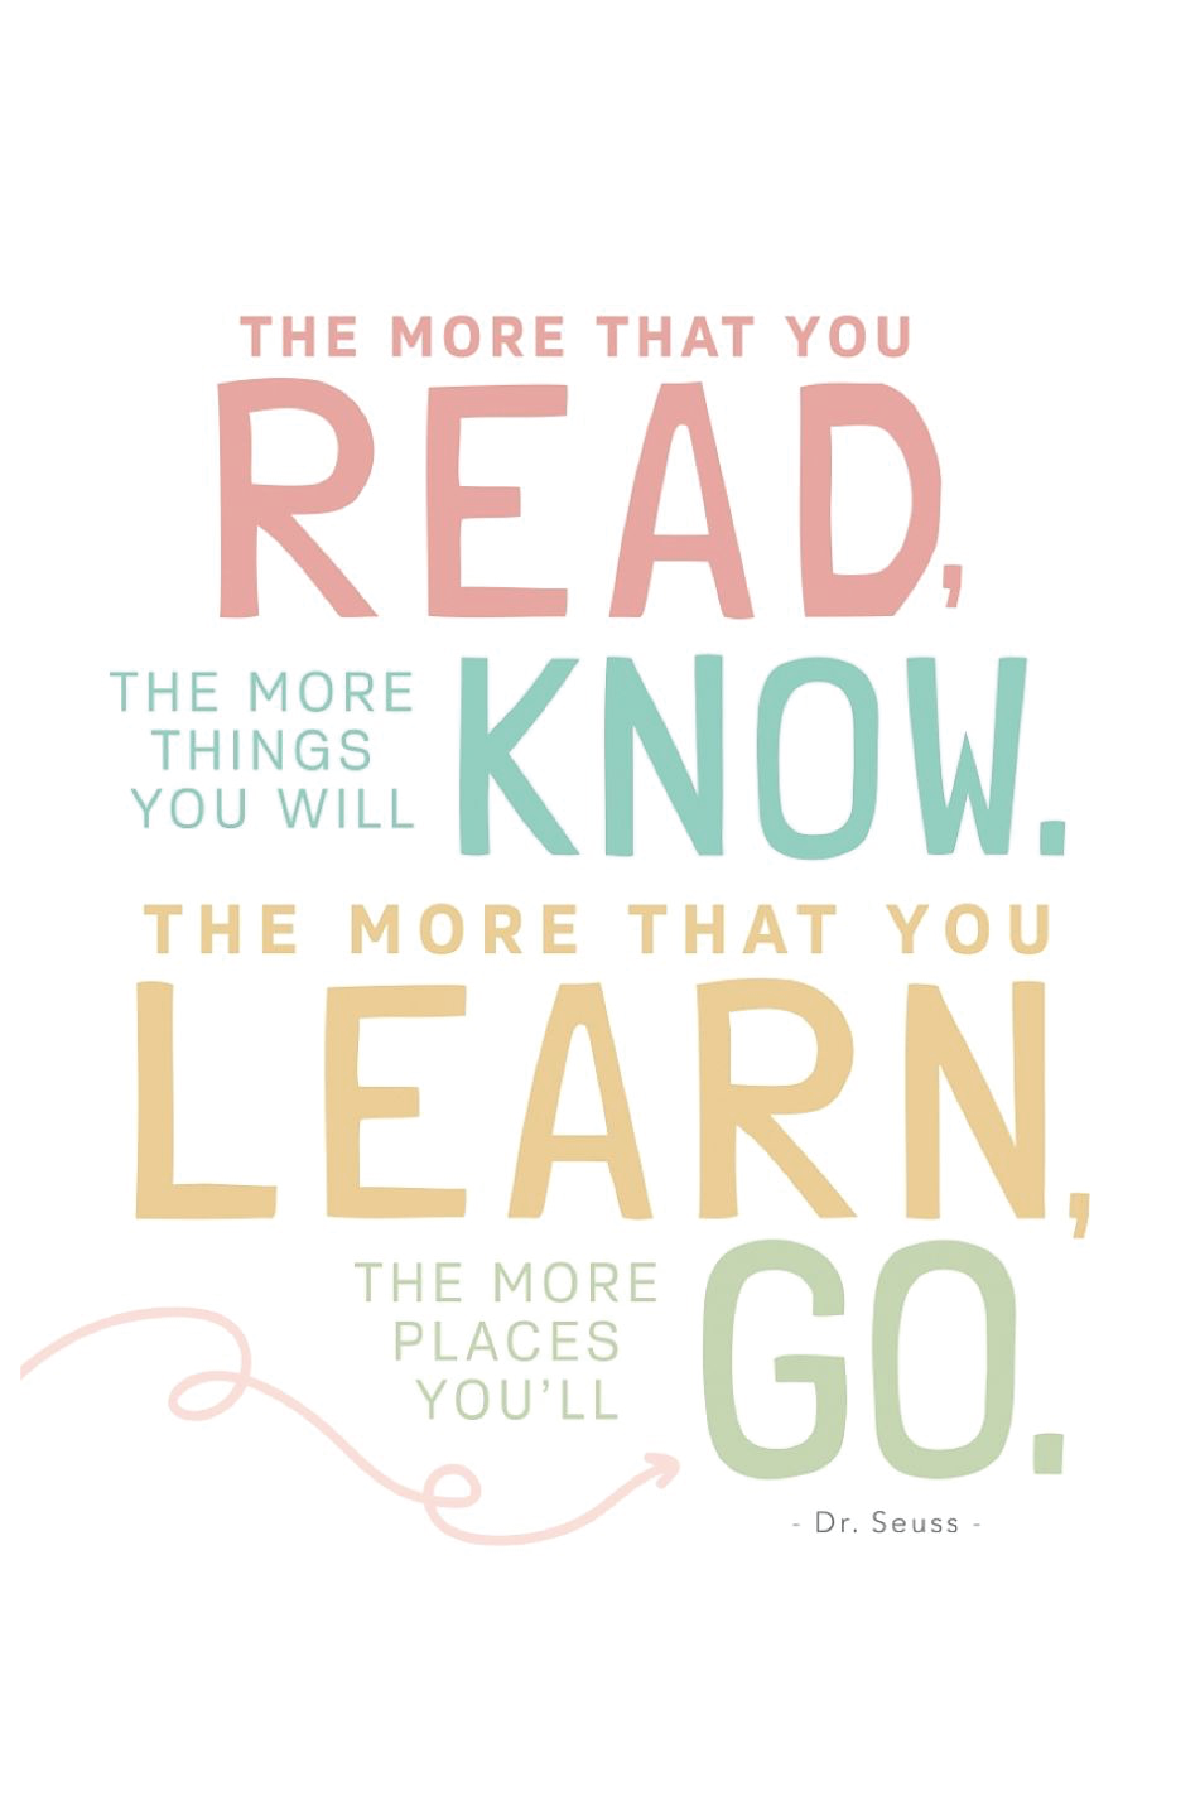 THE MORE THAT YOU
READ,
THE MORE
THINGS
YOU WILL
KNOW.
THE MORE THAT YOU
LEARN,
THE MORE
PLACES
YOU'LL
GO.
- Dr. Seuss -